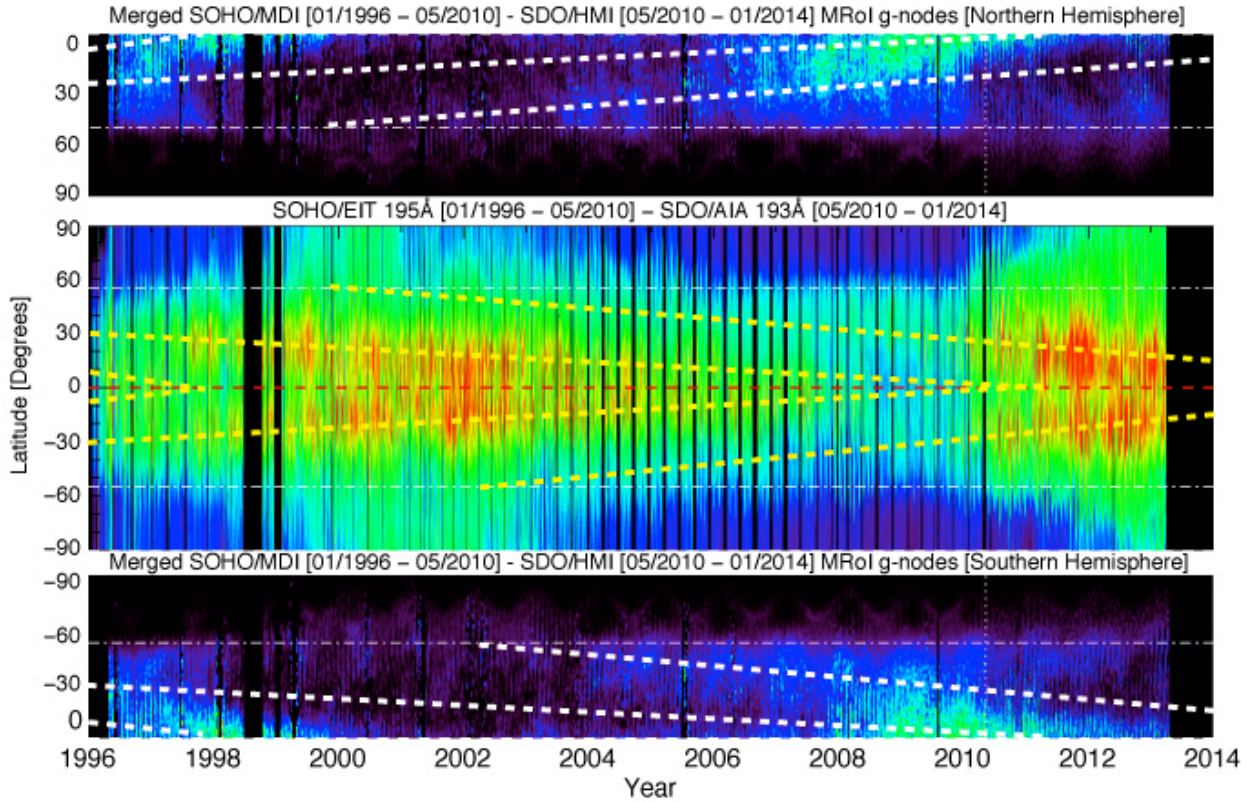 Merged SOHO/MDI [01/1996 – 05/2010] - SDO/HMI [05/2010 – 01/2014] MRoI g-nodes [Northern Hemisphere]
0
30
60
90
SOHO/EIT 195Å [01/1996 – 05/2010] – SDO/AIA 193Å [05/2010 – 01/2014]
90
60
30
0
−30
−60
−90
Latitude [Degrees]
Merged SOHO/MDI [01/1996 – 05/2010] - SDO/HMI [05/2010 – 01/2014] MRoI g-nodes [Southern Hemisphere]
−90
−60
−30
0
1996 1998 2000 2002 2004 2006 2008 2010 2012 2014
Year